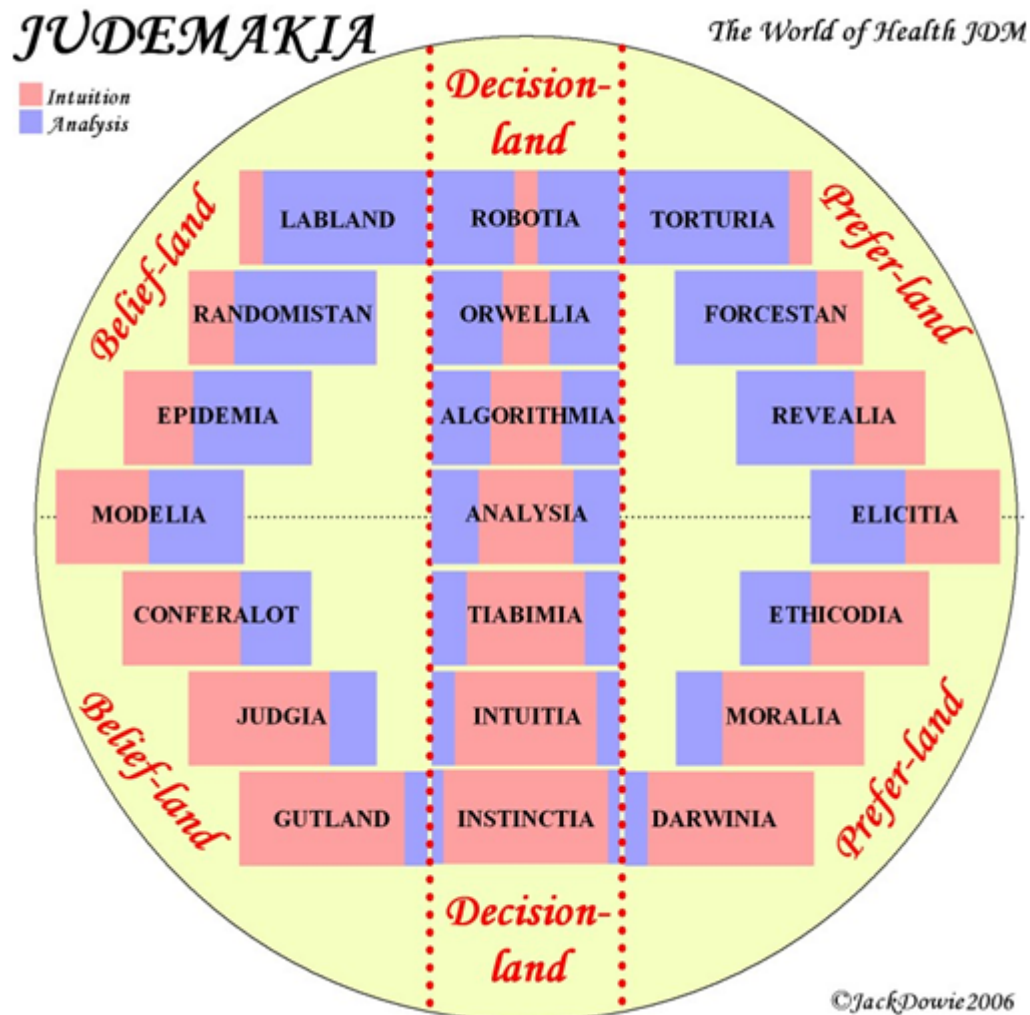 JUDEMAKIA
The World of Health JDM
Intuition
Analysis
Decision-
land
Belief-land
Prefer-land
LABLAND
ROBOTIA
TORTURIA
RANDOMISTAN
ORWELLIA
FORCESTAN
EPIDEMIA
ALGORITHMIA
REVEALIA
MODELIA
ANALYSIA
ELICITIA
CONFERALOT
TIABIMIA
ETHICODIA
JUDGIA
INTUITIA
MORALIA
GUTLAND
INSTINCTIA
DARWINIA
Belief-land
Prefer-land
Decision-
land
©JackDowie2006